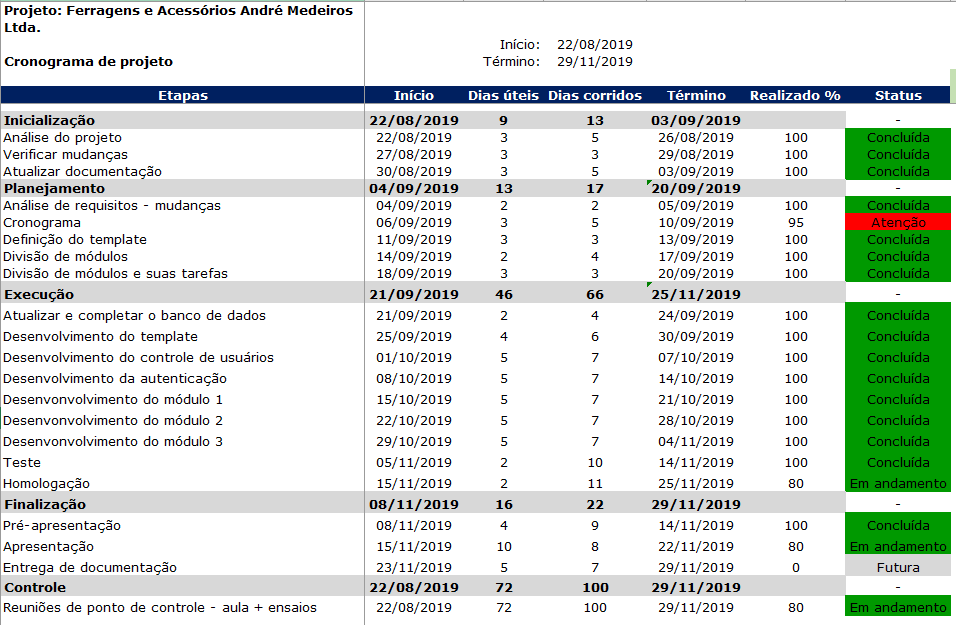 Projeto: Ferragens e Acessórios André Medeiros
Ltda.
Início: 22/08/2019
Cronograma de projeto
Término: 29/11/2019
Etapas Início Dias úteis Dias corridos Término Realizado % Status
Inicialização 22/08/2019 9 13 03/09/2019 -
Análise do projeto 22/08/2019 3 5 26/08/2019 100 Concluída
Verificar mudanças 27/08/2019 3 3 29/08/2019 100 Concluída
Atualizar documentação 30/08/2019 3 5 03/09/2019 100 Concluída
Planejamento 04/09/2019 13 17 20/09/2019 -
Análise de requisitos - mudanças 04/09/2019 2 2 05/09/2019 100 Concluída
Cronograma 06/09/2019 3 5 10/09/2019 95 Atenção
Definição do template 11/09/2019 3 3 13/09/2019 100 Concluída
Divisão de módulos 14/09/2019 2 4 17/09/2019 100 Concluída
Divisão de módulos e suas tarefas 18/09/2019 3 3 20/09/2019 100 Concluída
Execução 21/09/2019 46 66 25/11/2019 -
Atualizar e completar o banco de dados 21/09/2019 2 4 24/09/2019 100 Concluída
Desenvolvimento do template 25/09/2019 4 6 30/09/2019 100 Concluída
Desenvolvimento do controle de usuários 01/10/2019 5 7 07/10/2019 100 Concluída
Desenvolvimento da autenticação 08/10/2019 5 7 14/10/2019 100 Concluída
Desenvonvolvimento do módulo 1 15/10/2019 5 7 21/10/2019 100 Concluída
Desenvonvolvimento do módulo 2 22/10/2019 5 7 28/10/2019 100 Concluída
Desenvonvolvimento do módulo 3 29/10/2019 5 7 04/11/2019 100 Concluída
Teste 05/11/2019 2 10 14/11/2019 100 Concluída
Homologação 15/11/2019 2 11 25/11/2019 80 Em andamento
Finalização 08/11/2019 16 22 29/11/2019 -
Pré-apresentação 08/11/2019 4 9 14/11/2019 100 Concluída
Apresentação 15/11/2019 10 8 22/11/2019 80 Em andamento
Entrega de documentação 23/11/2019 5 7 29/11/2019 0 Futura
Controle 22/08/2019 72 100 29/11/2019 -
Reuniões de ponto de controle - aula + ensaios 22/08/2019 72 100 29/11/2019 80 Em andamento